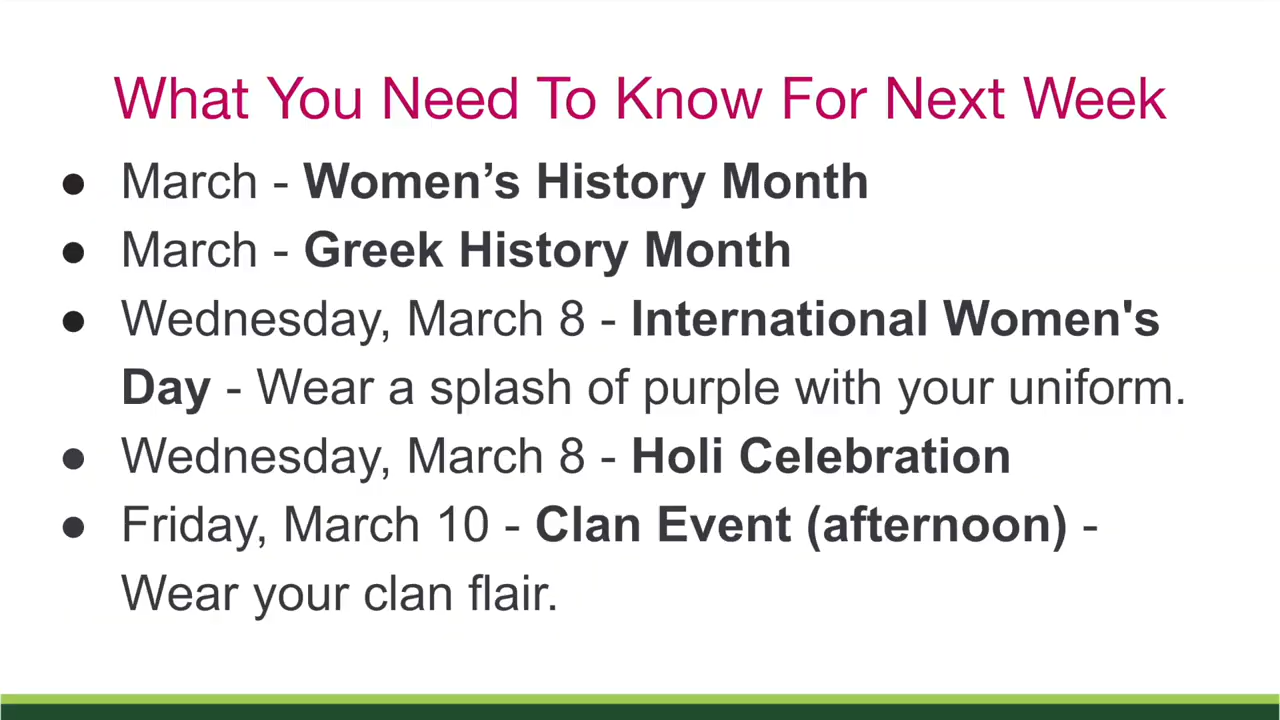 What You Need To Know For Next Week
● March - Women’s History Month
● March - Greek History Month
● Wednesday, March 8 - International Women's
Day - Wear a splash of purple with your uniform.
● Wednesday, March 8 - Holi Celebration
● Friday, March 10 - Clan Event (afternoon) -
Wear your clan flair.